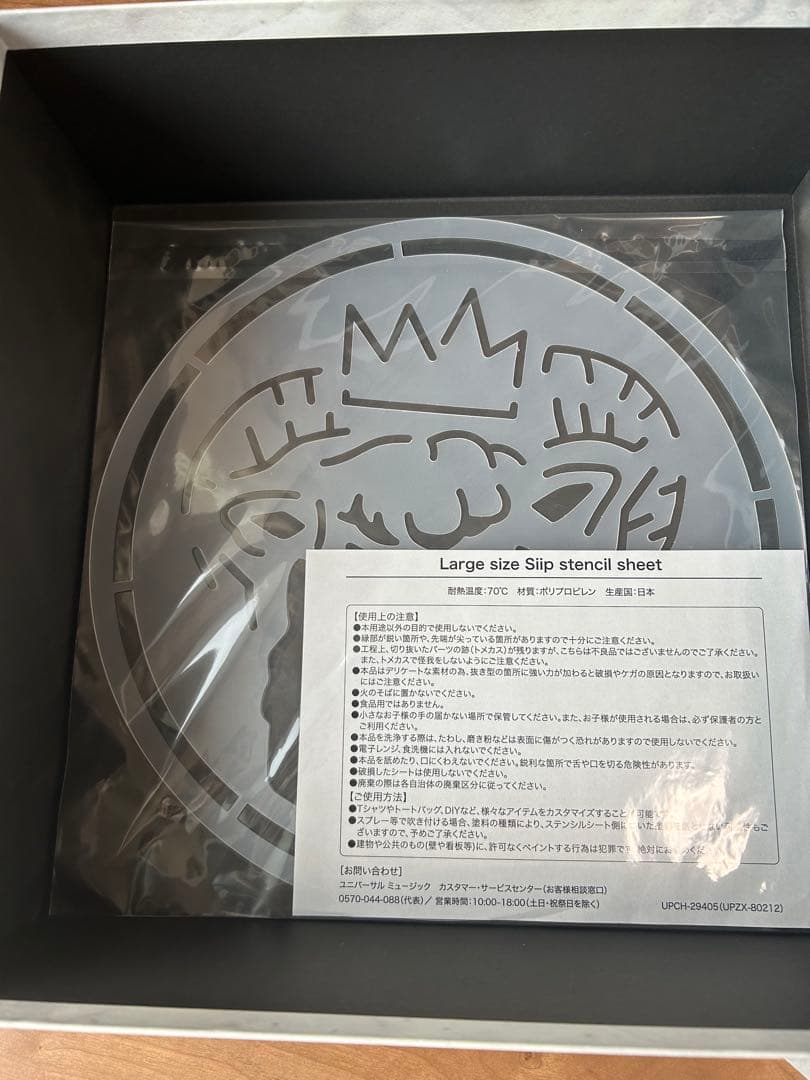 Large size Siip stencil sheet
耐熱温度：70℃　材質：ポリプロピレン　生産国：日本
【使用上の注意】
●本用途以外の目的で使用しないでください。
●縁部が鋭い箇所や、先端が尖っている箇所がありますので十分にご注意ください。
●工程上、切り抜いたパーツの跡(トメカス)が残りますが、こちらは不良品ではございませんのでご了承ください。
また、トメカスで怪我をしないようにご注意ください。
●本品はデリケートな素材の為、抜き型の箇所に強い力が加わると破損やケガの原因となりますので、お取扱い
にはご注意ください。
●火のそばに置かないでください。
●食品用ではありません。
●小さなお子様の手の届かない場所で保管してください。また、お子様が使用される場合は、必ず保護者の方と
ご利用ください。
●本品を洗浄する際は、たわし、磨き粉などは表面に傷がつく恐れがありますので使用しないでください。
●電子レンジ、食洗機には入れないでください。
●本品を舐めたり、口にくわえないでください。鋭利な箇所で舌や口を切る危険性があります。
●破損したシートは使用しないでください。
●廃棄の際は各自治体の廃棄区分に従ってください。
【ご使用方法】
●Tシャツやトートバッグ、DIYなど、様々なアイテムをカスタマイズすることが可能
●スプレー等で吹き付ける場合、塗料の種類により、ステンシルシート側に
ざいますので、予めご了承ください。
●建物や公共のもの(壁や看板等)に、許可なくペイントする行為は犯罪です 絶対に
［お問い合わせ］
ユニバーサル ミュージック　カスタマー・サービスセンター(お客様相談窓口)
0570-044-088(代表)／営業時間：10:00-18:00(土日・祝祭日を除く)
UPCH-29405(UPZX-80212)